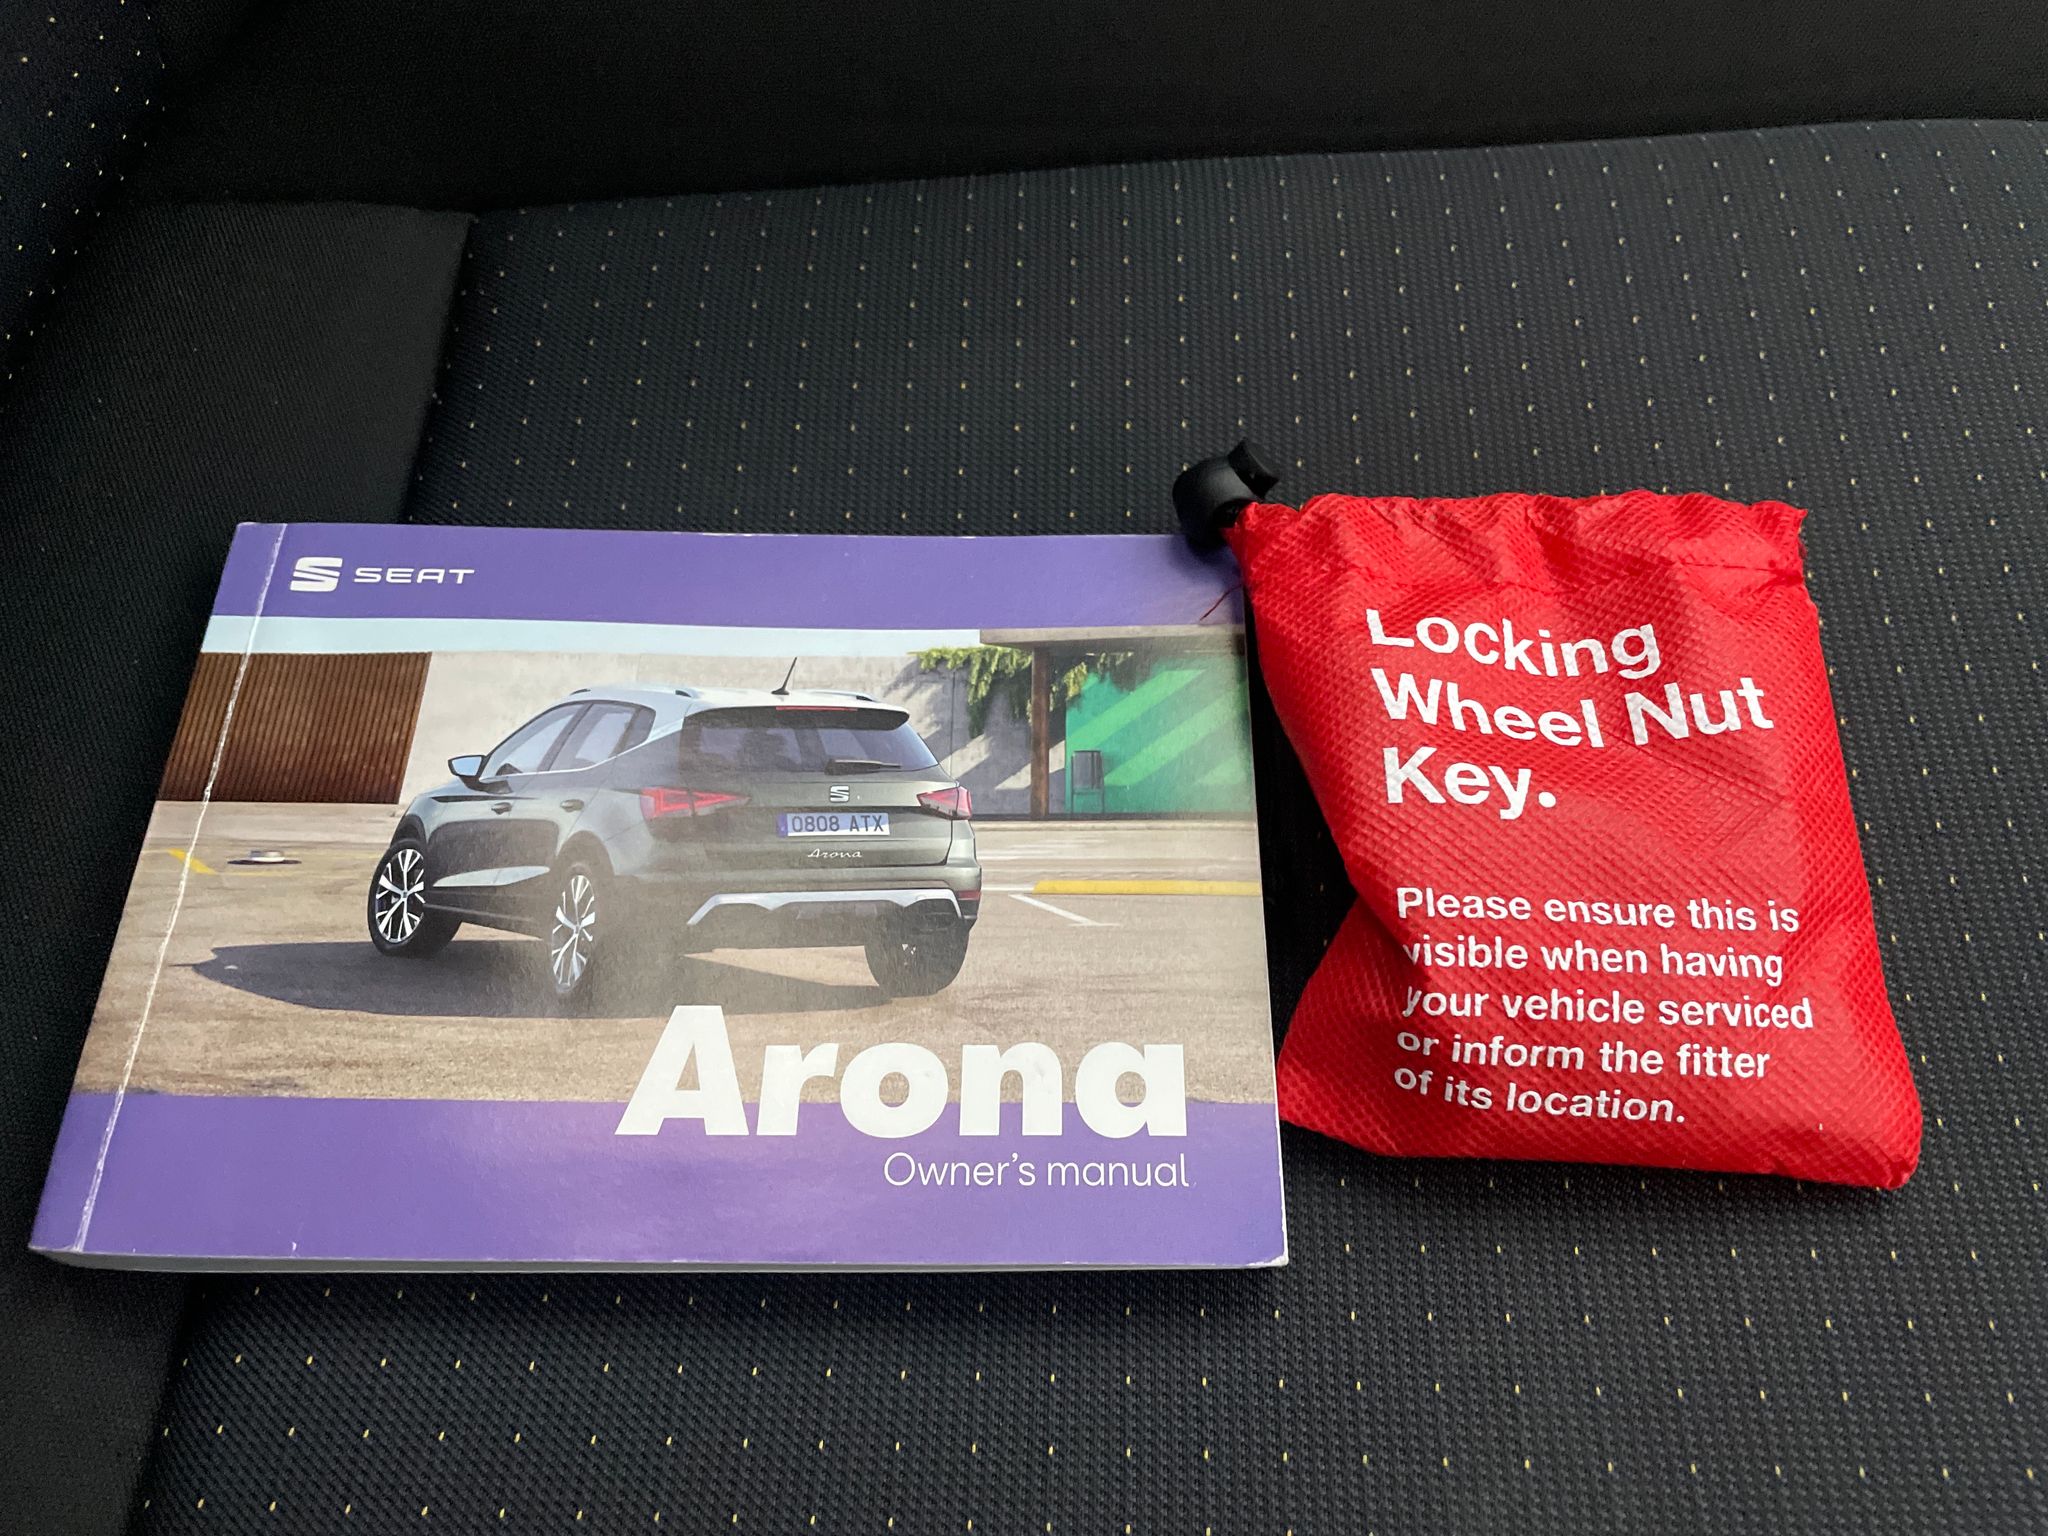 SEAT
0808 ATX
Arona
Arona
Owner's manual
Locking
Wheel Nut
Key.
Please ensure this is
visible when having
your vehicle serviced
or inform the fitter
of its location.